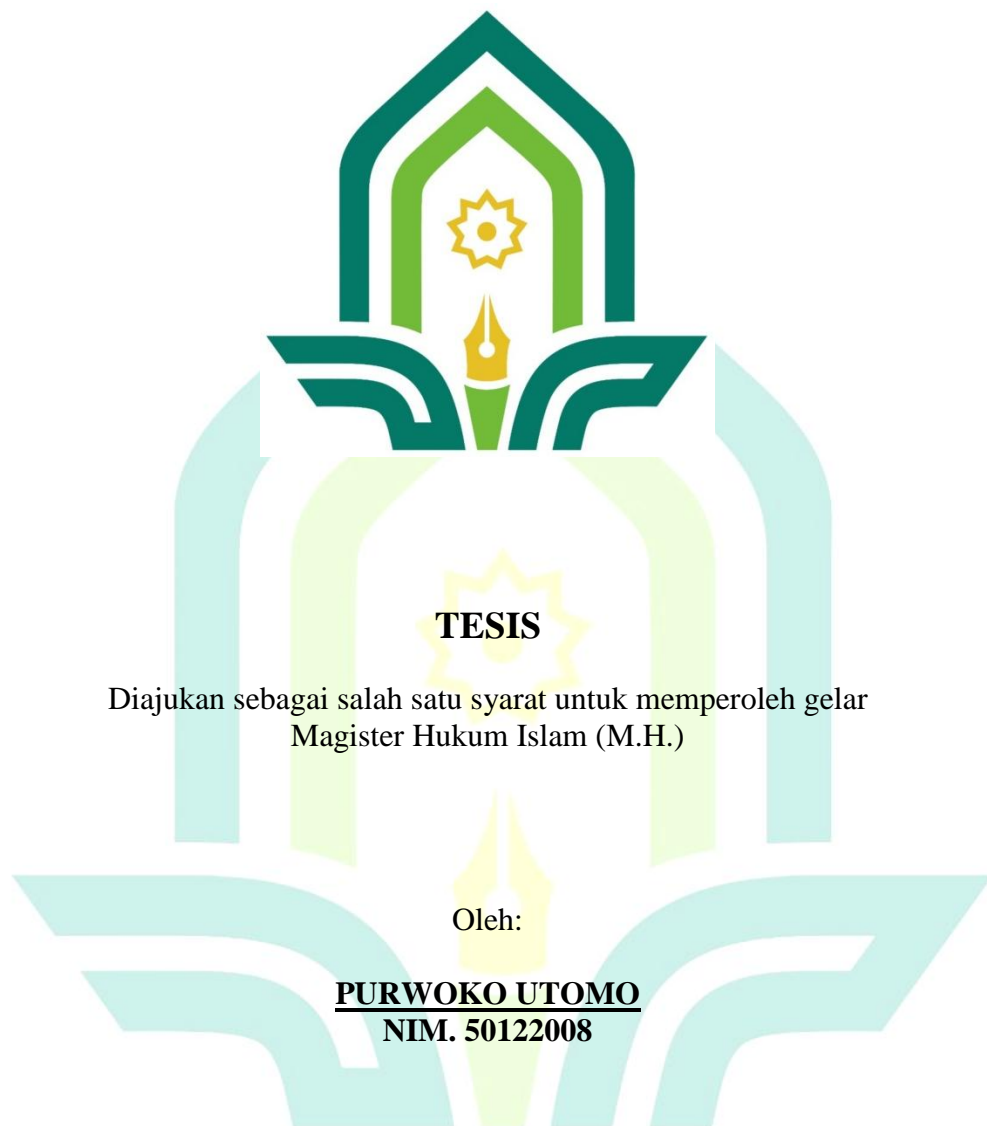 TESIS
Diajukan sebagai salah satu syarat untuk memperoleh gelar
Magister Hukum Islam (M.H.)
Oleh:
PURWOKO UTOMO
NIM. 50122008